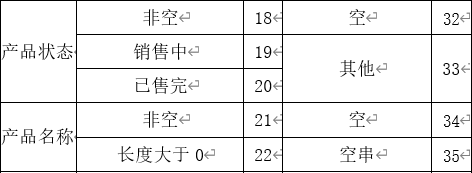 产品状态 非空 18 空 32
销售中 19 其他 33
已售完 20
产品名称 非空 21 空 34
长度大于 0 22 空串 35